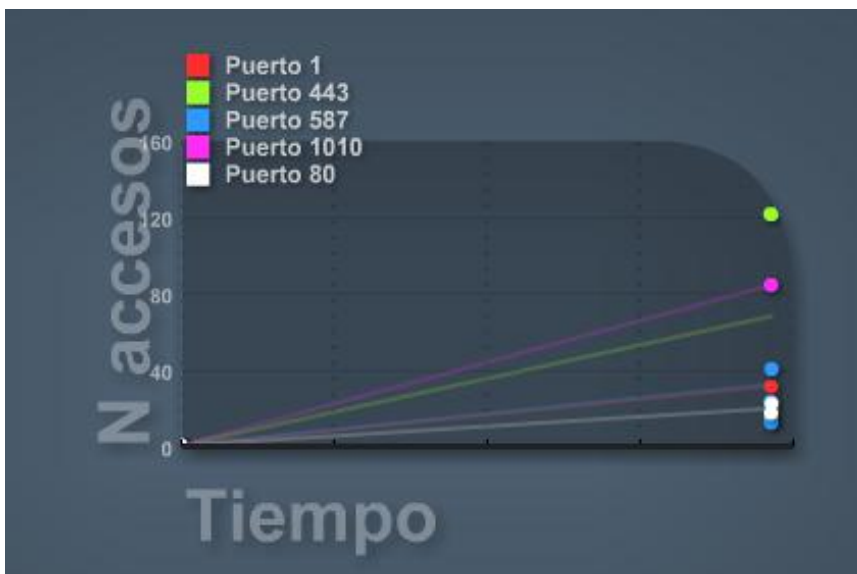 Puerto 1
Puerto 443
Puerto 587
Puerto 1010
Puerto 80
N accesos
160
120
80
40
0
Tiempo